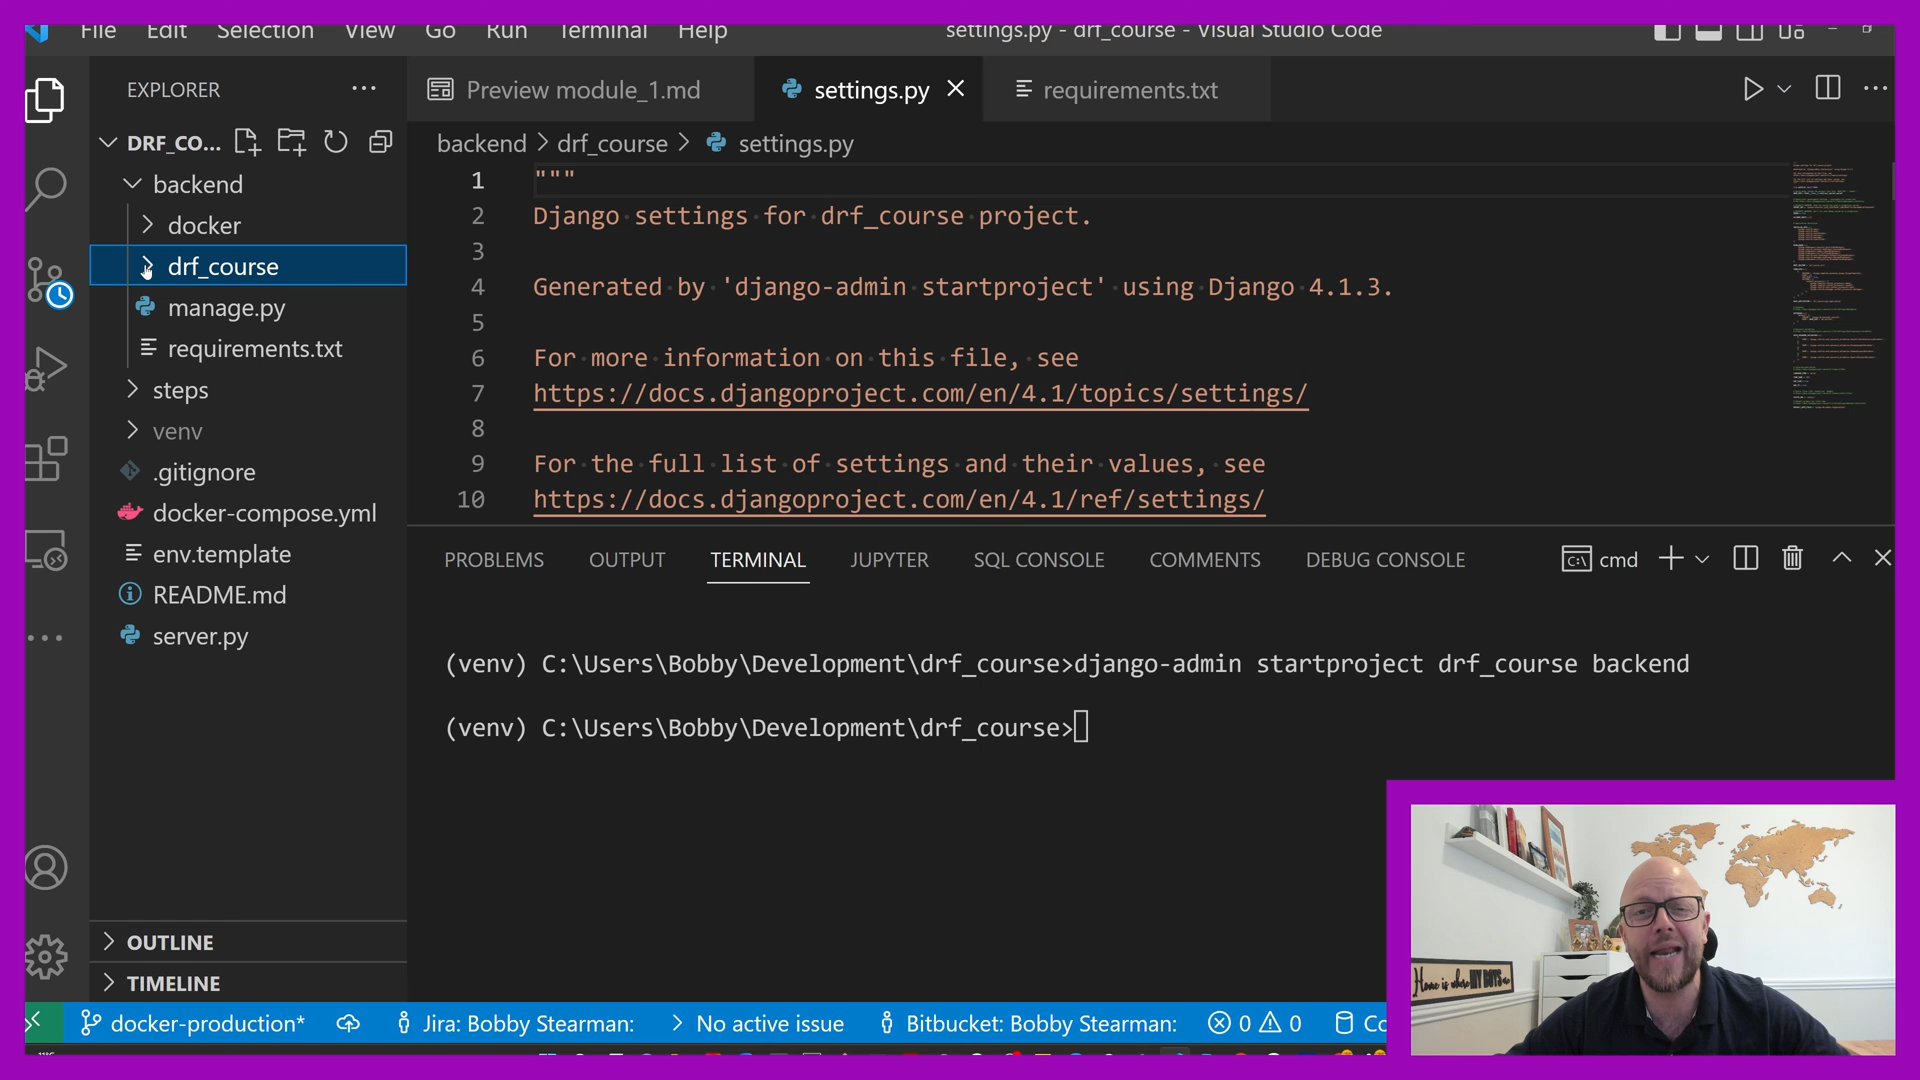 File Edit Selection View Go Run Terminal Help
settings.py - drf_course - Visual Studio Code
EXPLORER
DRF_CO...
backend
docker
drf_course
manage.py
requirements.txt
steps
venv
.gitignore
docker-compose.yml
env.template
README.md
server.py
OUTLINE
TIMELINE
Preview module_1.md
settings.py
requirements.txt
backend > drf_course > settings.py
1 """
2 Django settings for drf_course project.
3
4 Generated by 'django-admin startproject' using Django 4.1.3.
5
6 For more information on this file, see
7 https://docs.djangoproject.com/en/4.1/topics/settings/
8
9 For the full list of settings and their values, see
10 https://docs.djangoproject.com/en/4.1/ref/settings/
PROBLEMS OUTPUT TERMINAL JUPYTER SQL CONSOLE COMMENTS DEBUG CONSOLE
cmd
(venv) C:\Users\Bobby\Development\drf_course>django-admin startproject drf_course backend
(venv) C:\Users\Bobby\Development\drf_course>
Home is where MY BOYS are
docker-production* Jira: Bobby Stearman: No active issue Bitbucket: Bobby Stearman: 0 0 Co